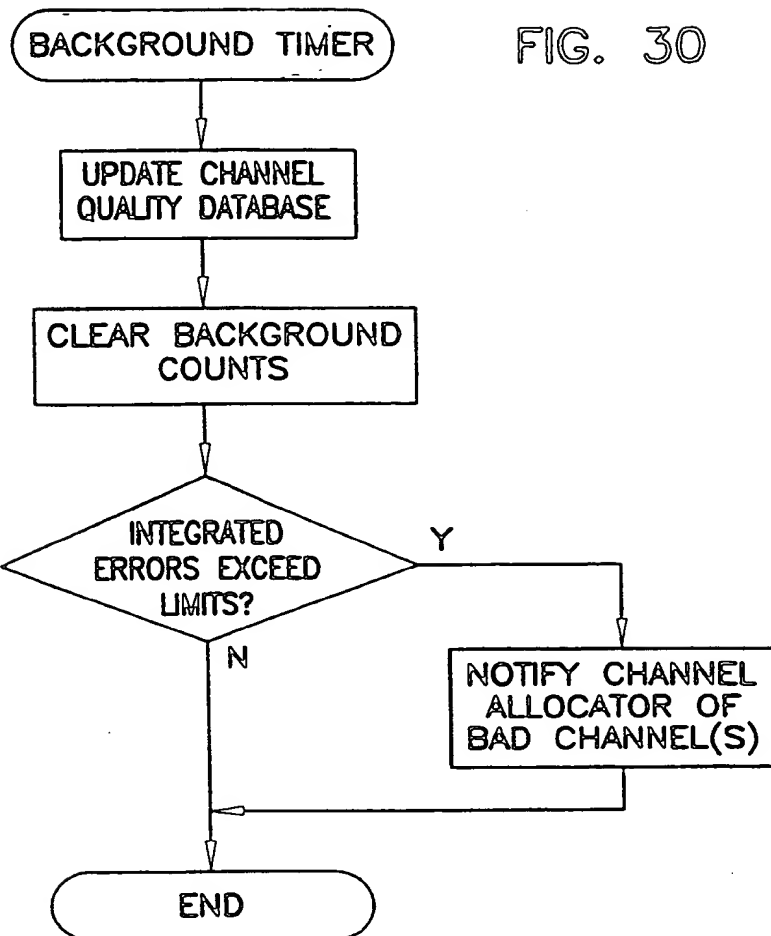 BACKGROUND TIMER
FIG. 30
UPDATE CHANNEL
QUALITY DATABASE
CLEAR BACKGROUND
COUNTS
INTEGRATED
ERRORS EXCEED
LIMITS?
Y
N
NOTIFY CHANNEL
ALLOCATOR OF
BAD CHANNEL(S)
END